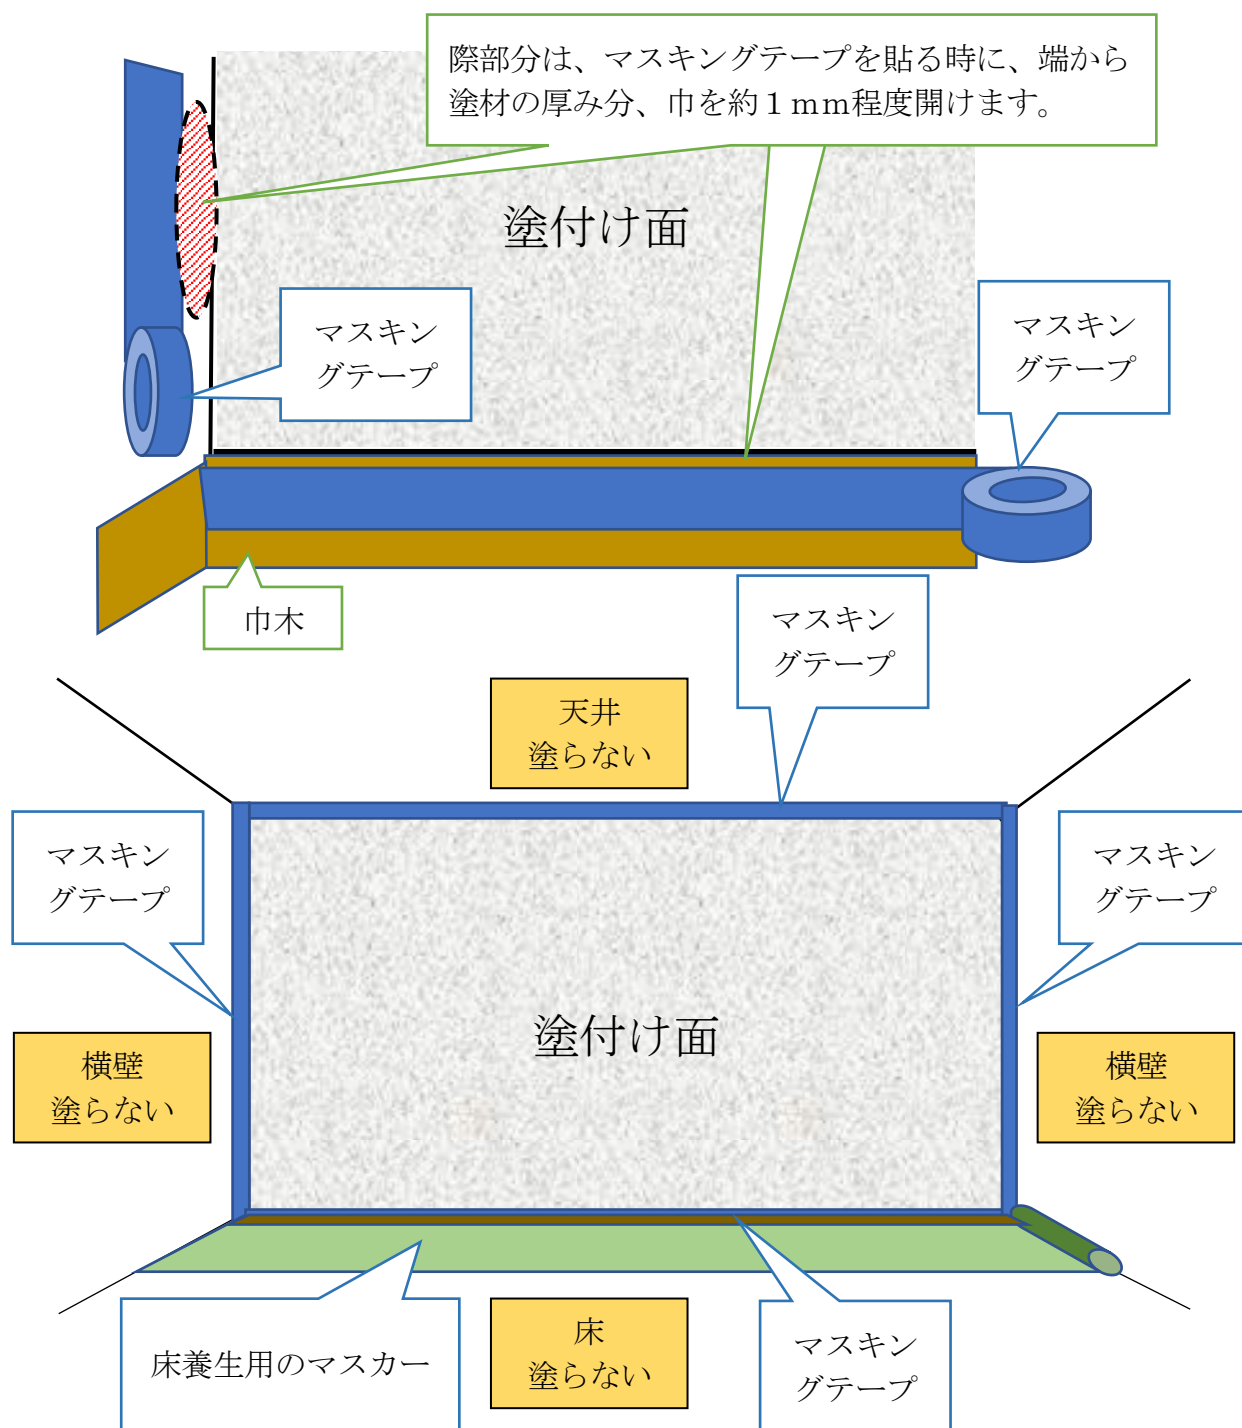 際部分は、マスキングテープを貼る時に、端から
塗材の厚み分、巾を約１mm程度開けます。
塗付け面
マスキン
グテープ
マスキン
グテープ
巾木
マスキン
グテープ
天井
塗らない
マスキン
グテープ
マスキン
グテープ
塗付け面
横壁
塗らない
横壁
塗らない
床養生用のマスカー
床
塗らない
マスキン
グテープ